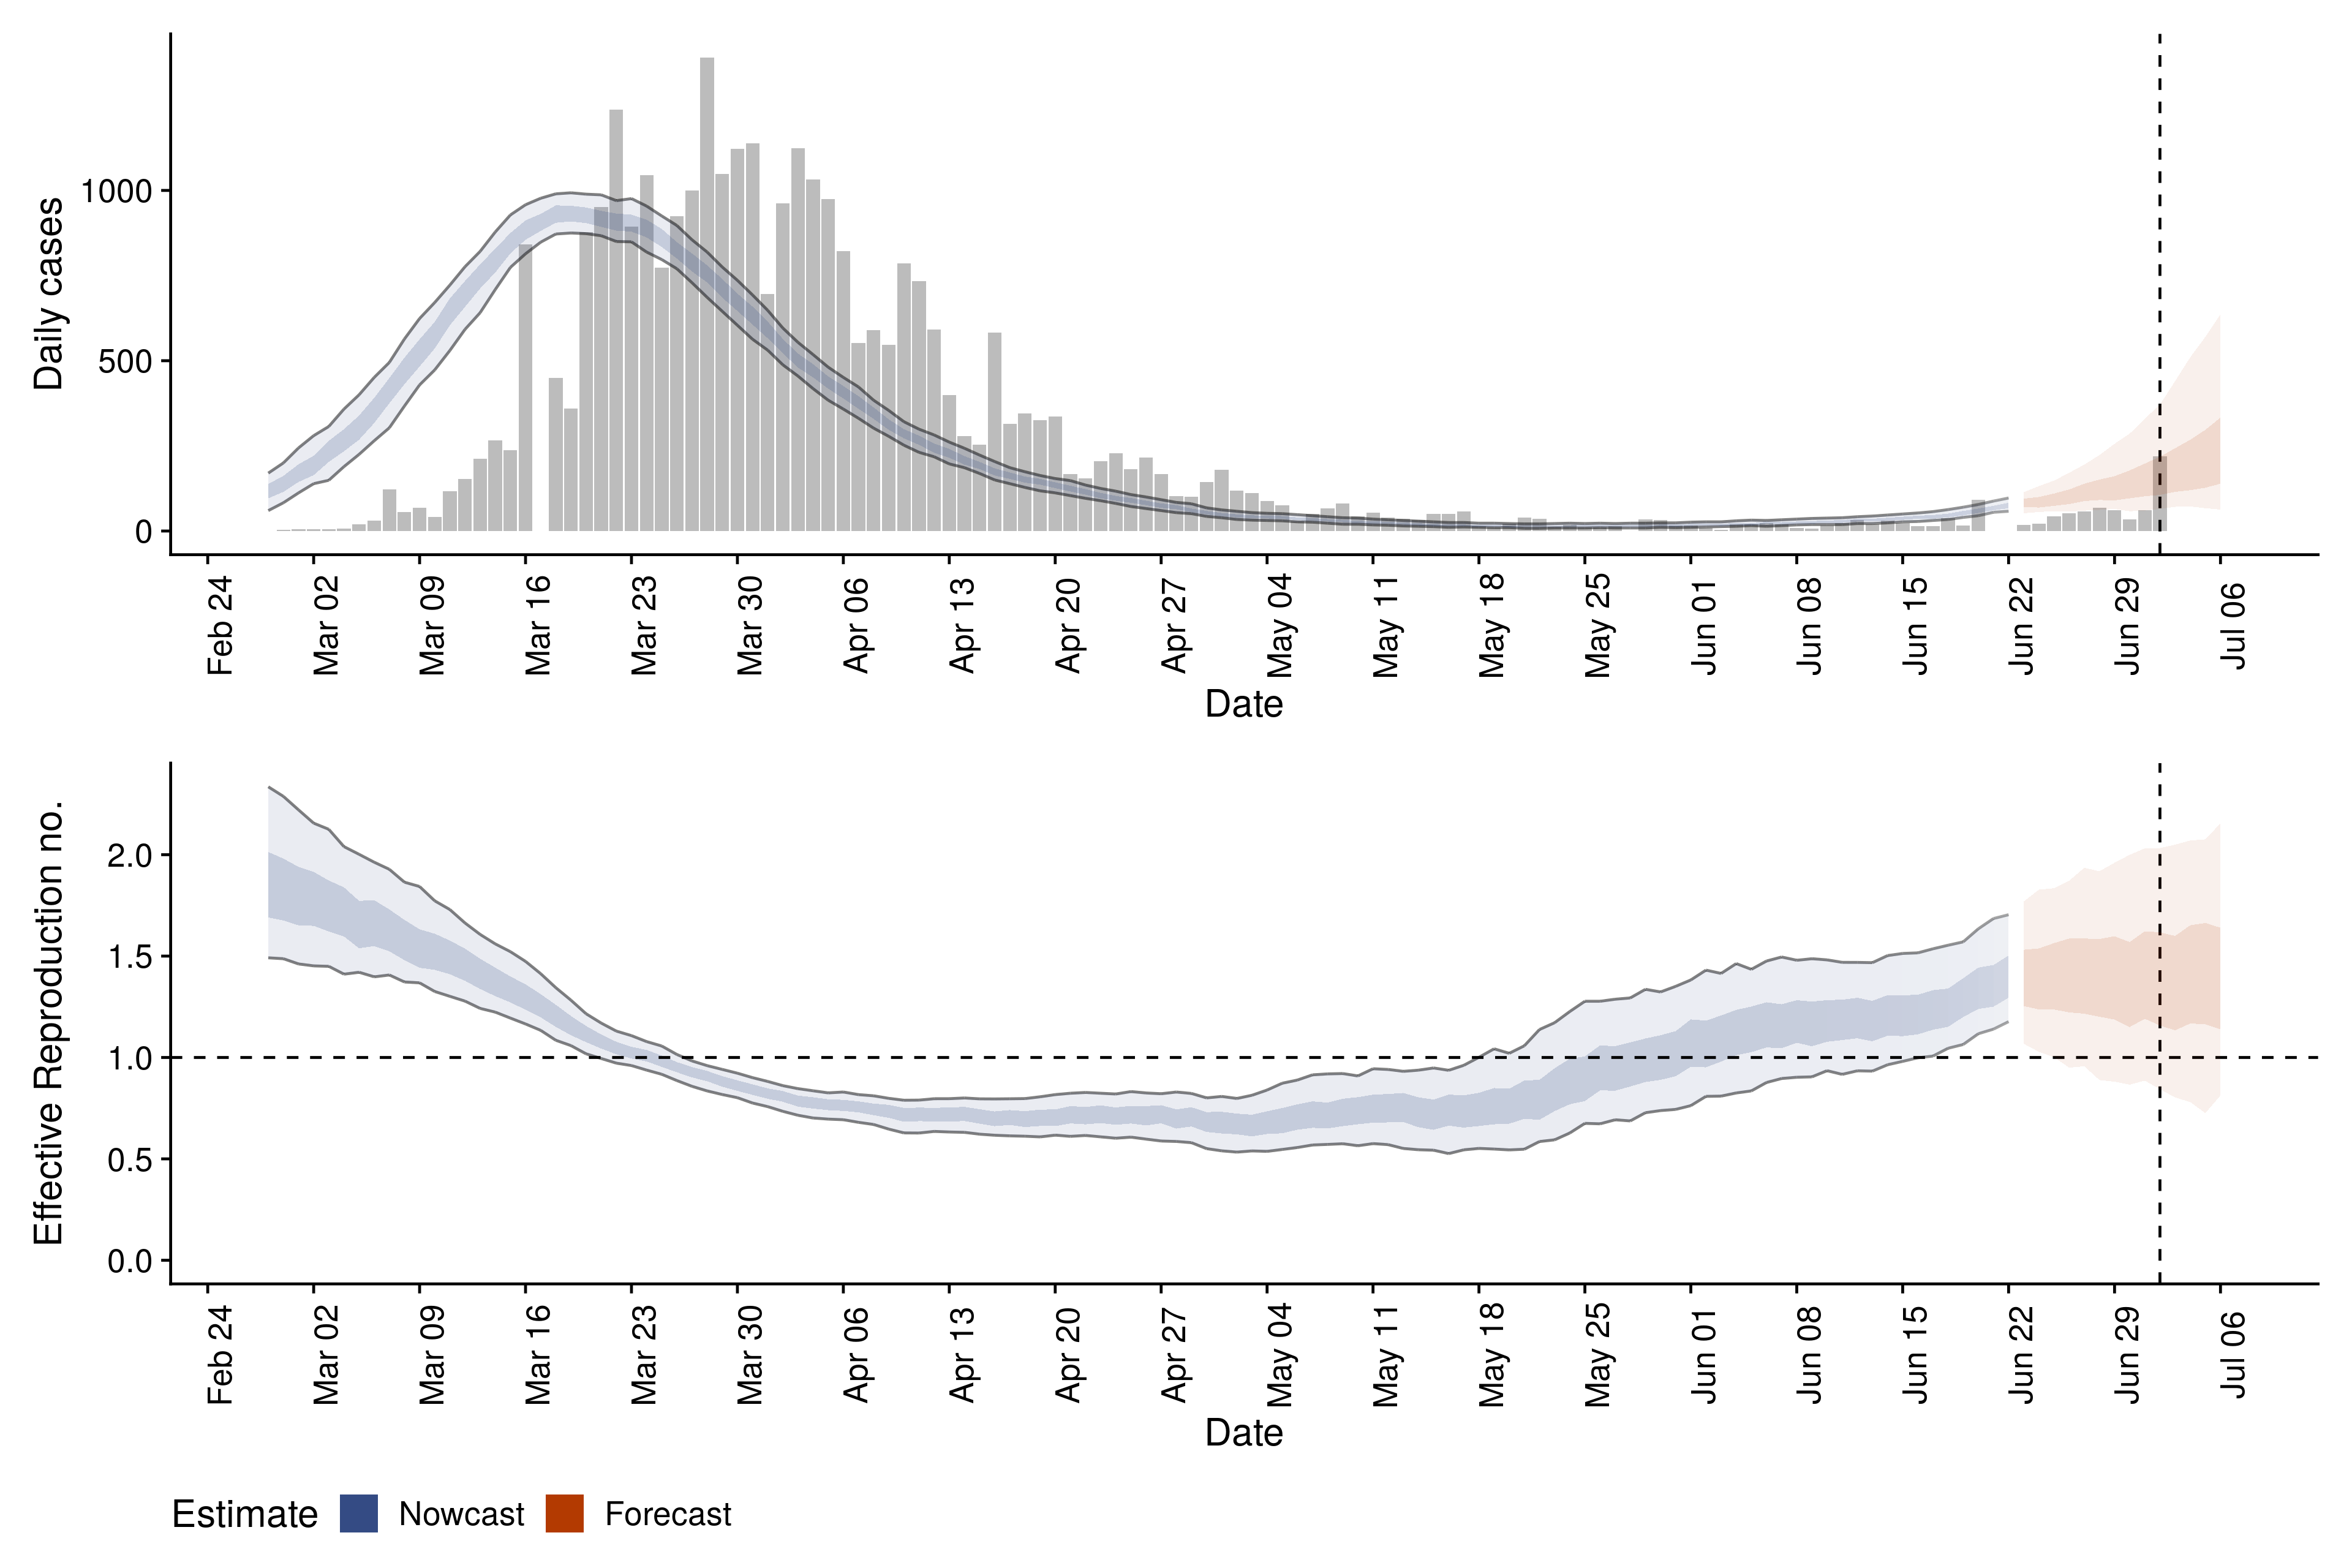 Daily cases
1000
500
0
Feb 24 Mar 02 Mar 09 Mar 16 Mar 23 Mar 30 Apr 06 Apr 13 Apr 20 Apr 27 May 04 May 11 May 18 May 25 Jun 01 Jun 08 Jun 15 Jun 22 Jun 29 Jul 06
Date
Effective Reproduction no.
2.0
1.5
1.0
0.5
0.0
Feb 24 Mar 02 Mar 09 Mar 16 Mar 23 Mar 30 Apr 06 Apr 13 Apr 20 Apr 27 May 04 May 11 May 18 May 25 Jun 01 Jun 08 Jun 15 Jun 22 Jun 29 Jul 06
Date
Estimate Nowcast Forecast